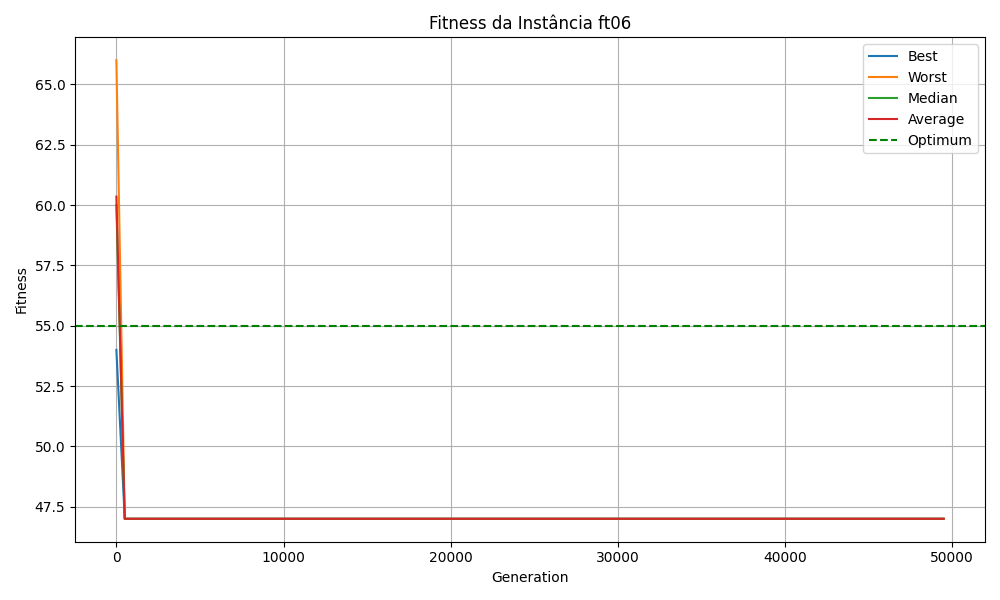 Fitness da Instância ft06
Best
Worst
Median
Average
Optimum
65.0
62.5
60.0
57.5
55.0
52.5
50.0
47.5
Fitness
0
10000
20000
30000
40000
50000
Generation